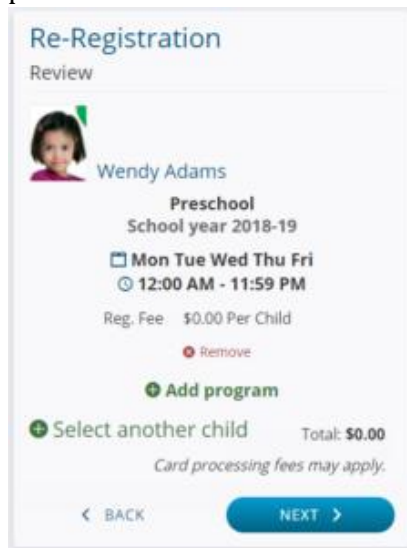 Re-Registration
Review
Wendy Adams
Preschool
School year 2018-19
Mon Tue Wed Thu Fri
12:00 AM - 11:59 PM
Reg. Fee $0.00 Per Child
Remove
Add program
Select another child Total: $0.00
Card processing fees may apply.
BACK NEXT